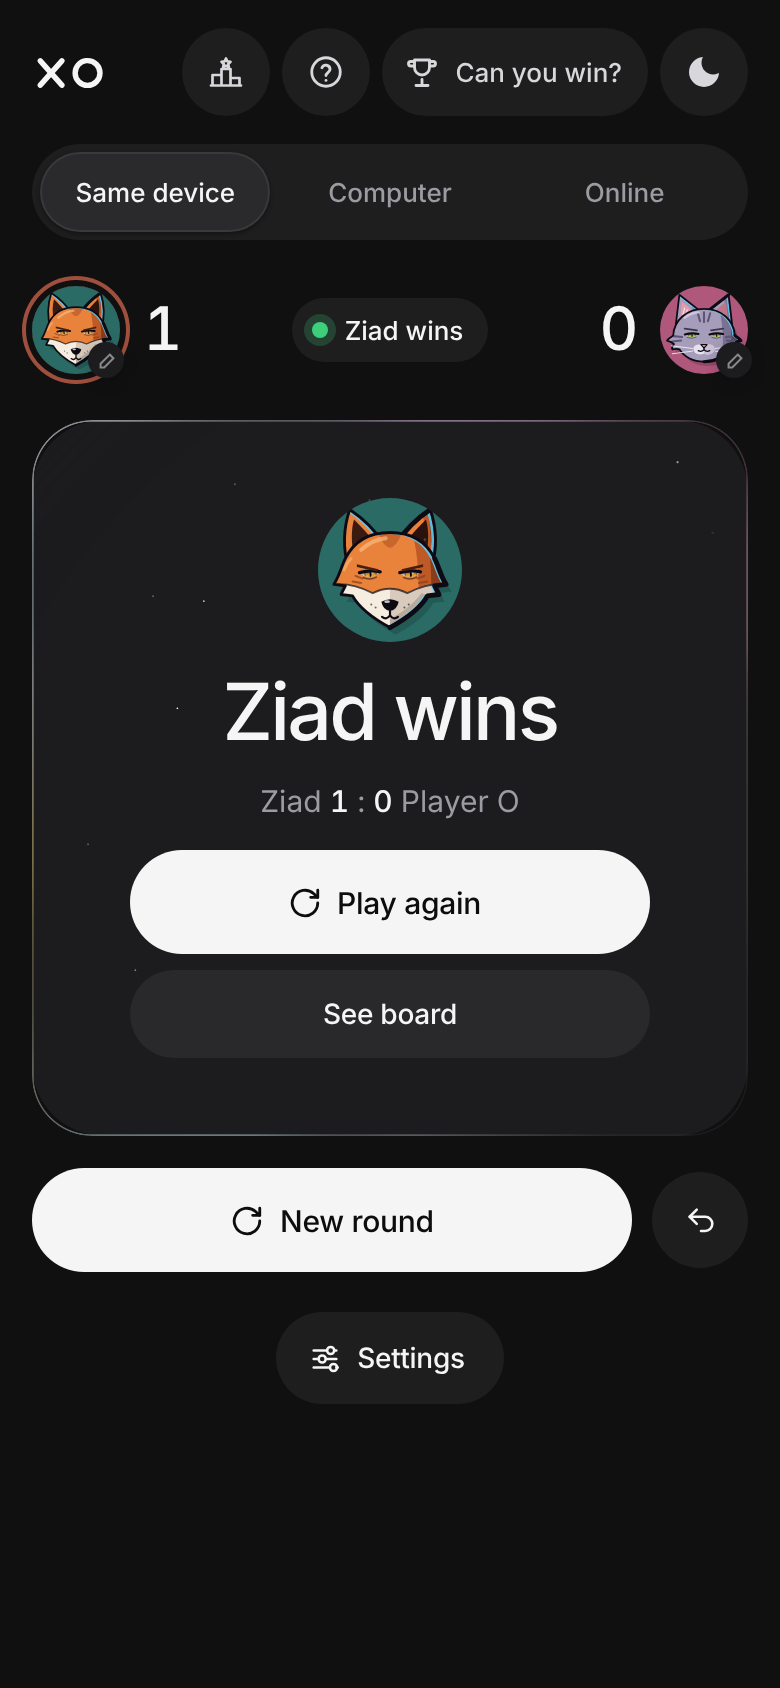 XO
Can you win?
Same device Computer Online
1 Ziad wins 0
Ziad wins
Ziad 1 : 0 Player O
Play again
See board
New round
Settings